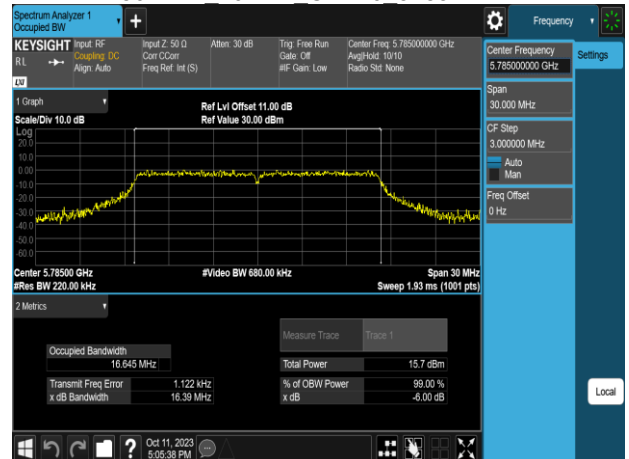 Spectrum Analyzer 1
Occupied BW
Frequency
KEYSIGHT
RL
LXI
Input: RF
Coupling: DC
Align: Auto
Input Z: 50 Ω
Corr CCorr
Freq Ref: Int (S)
Atten: 30 dB
Trig: Free Run
Gate: Off
#IF Gain: Low
Center Freq: 5.785000000 GHz
Avg|Hold: 10/10
Radio Std: None
Center Frequency
5.785000000 GHz
Settings
Span
30.000 MHz
CF Step
3.000000 MHz
Auto
Man
Freq Offset
0 Hz
Local
1 Graph
Scale/Div 10.0 dB
Ref Lvl Offset 11.00 dB
Ref Value 30.00 dBm
Log
20.0
10.0
0.00
-10.0
-20.0
-30.0
-40.0
-50.0
-60.0
Center 5.78500 GHz
#Res BW 220.00 kHz
#Video BW 680.00 kHz
Span 30 MHz
Sweep 1.93 ms (1001 pts)
2 Metrics
Measure Trace Trace 1
Occupied Bandwidth
16.645 MHz
Total Power 15.7 dBm
Transmit Freq Error 1.122 kHz
% of OBW Power 99.00 %
x dB Bandwidth 16.39 MHz
x dB -6.00 dB
Oct 11, 2023
5:05:38 PM